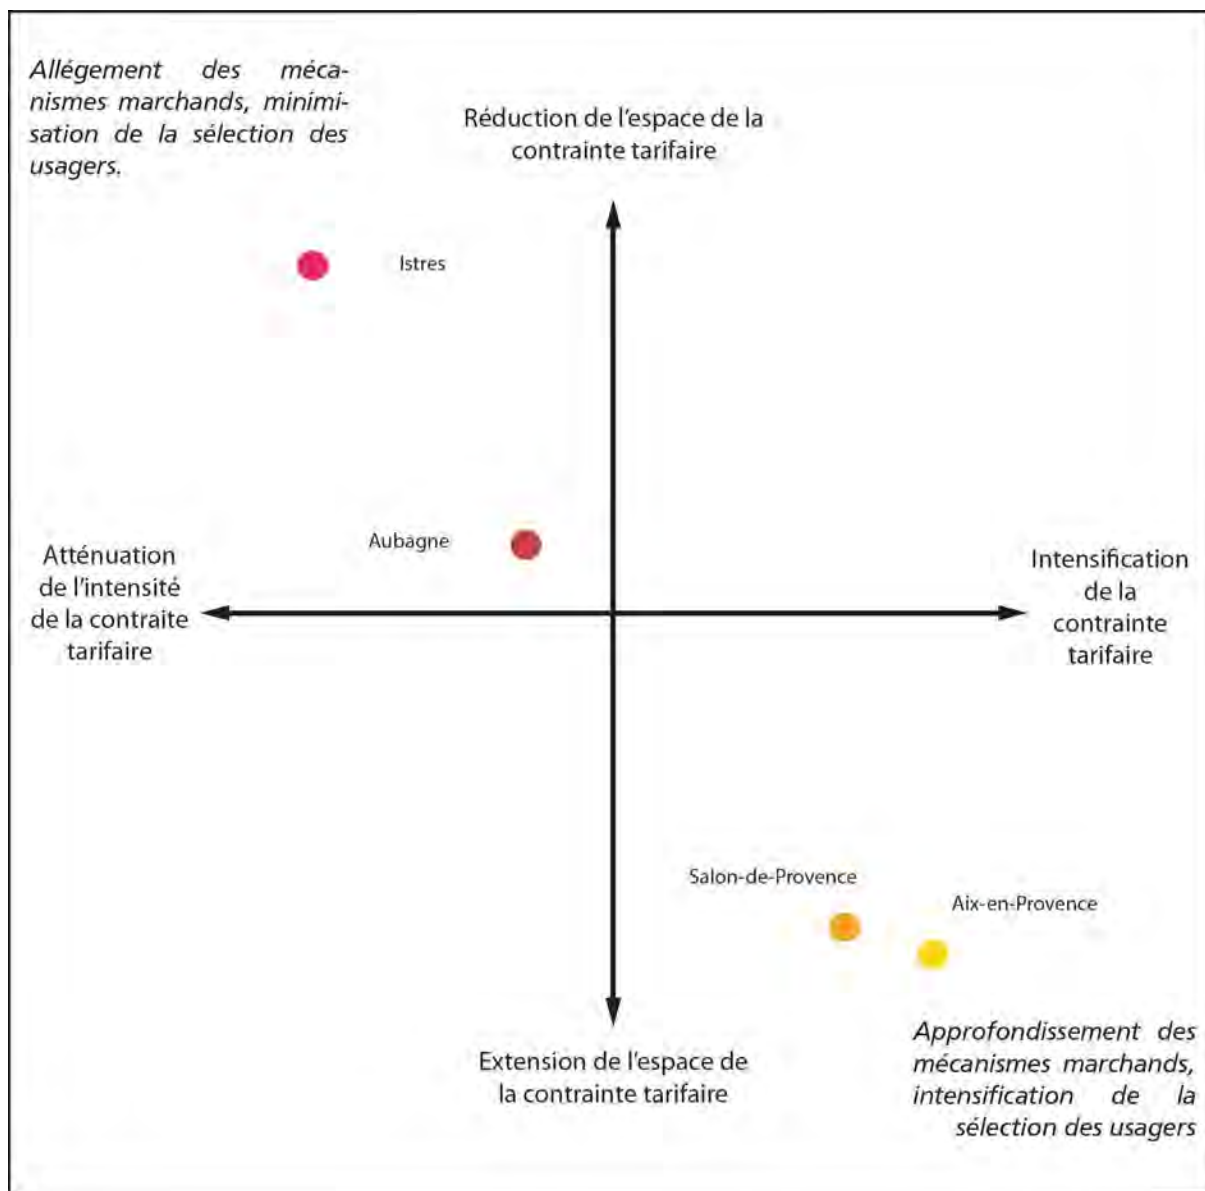 Allégement des méca-
nismes marchands, minimi-
sation de la sélection des
usagers.
Réduction de l'espace de la
contrainte tarifaire
Istres
Aubagne
Atténuation
de l'intensité
de la contraite
tarifaire
Intensification
de la
contrainte
tarifaire
Salon-de-Provence
Aix-en-Provence
Extension de l'espace de
la contrainte tarifaire
Approfondissement des
mécanismes marchands,
intensification de la
sélection des usagers